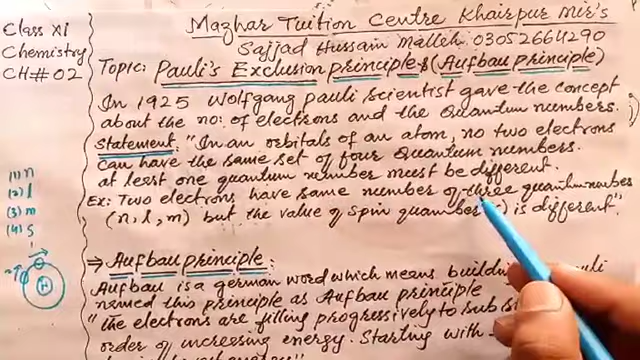 Class XI
Chemistry
CH# 02
Mazhar Tuition Centre Khairpur Mir's
Sajjad Hussain Malleh 03052664290
Topic: Pauli's Exclusion principle & (Aufbau principle)
In 1925 Wolfgang Pauli scientist gave the concept
about the no: of electrons and the Quantum numbers.
Statement: "In an orbitals of an atom, no two electrons
can have the same set of four Quantum numbers.
at least one quantum number must be different.
Ex: Two electrons have same number of three quantum number
(n, l, m) but the value of spin quamber ) is different".
(1) n
(2) l
(3) m
(4) s
H
⇒ Aufbau principle:
Aufbau is a german word which means buildin
named this principle as Aufbau principle
"the electrons are filling progressively to sub
order of increasing energy. Starting with